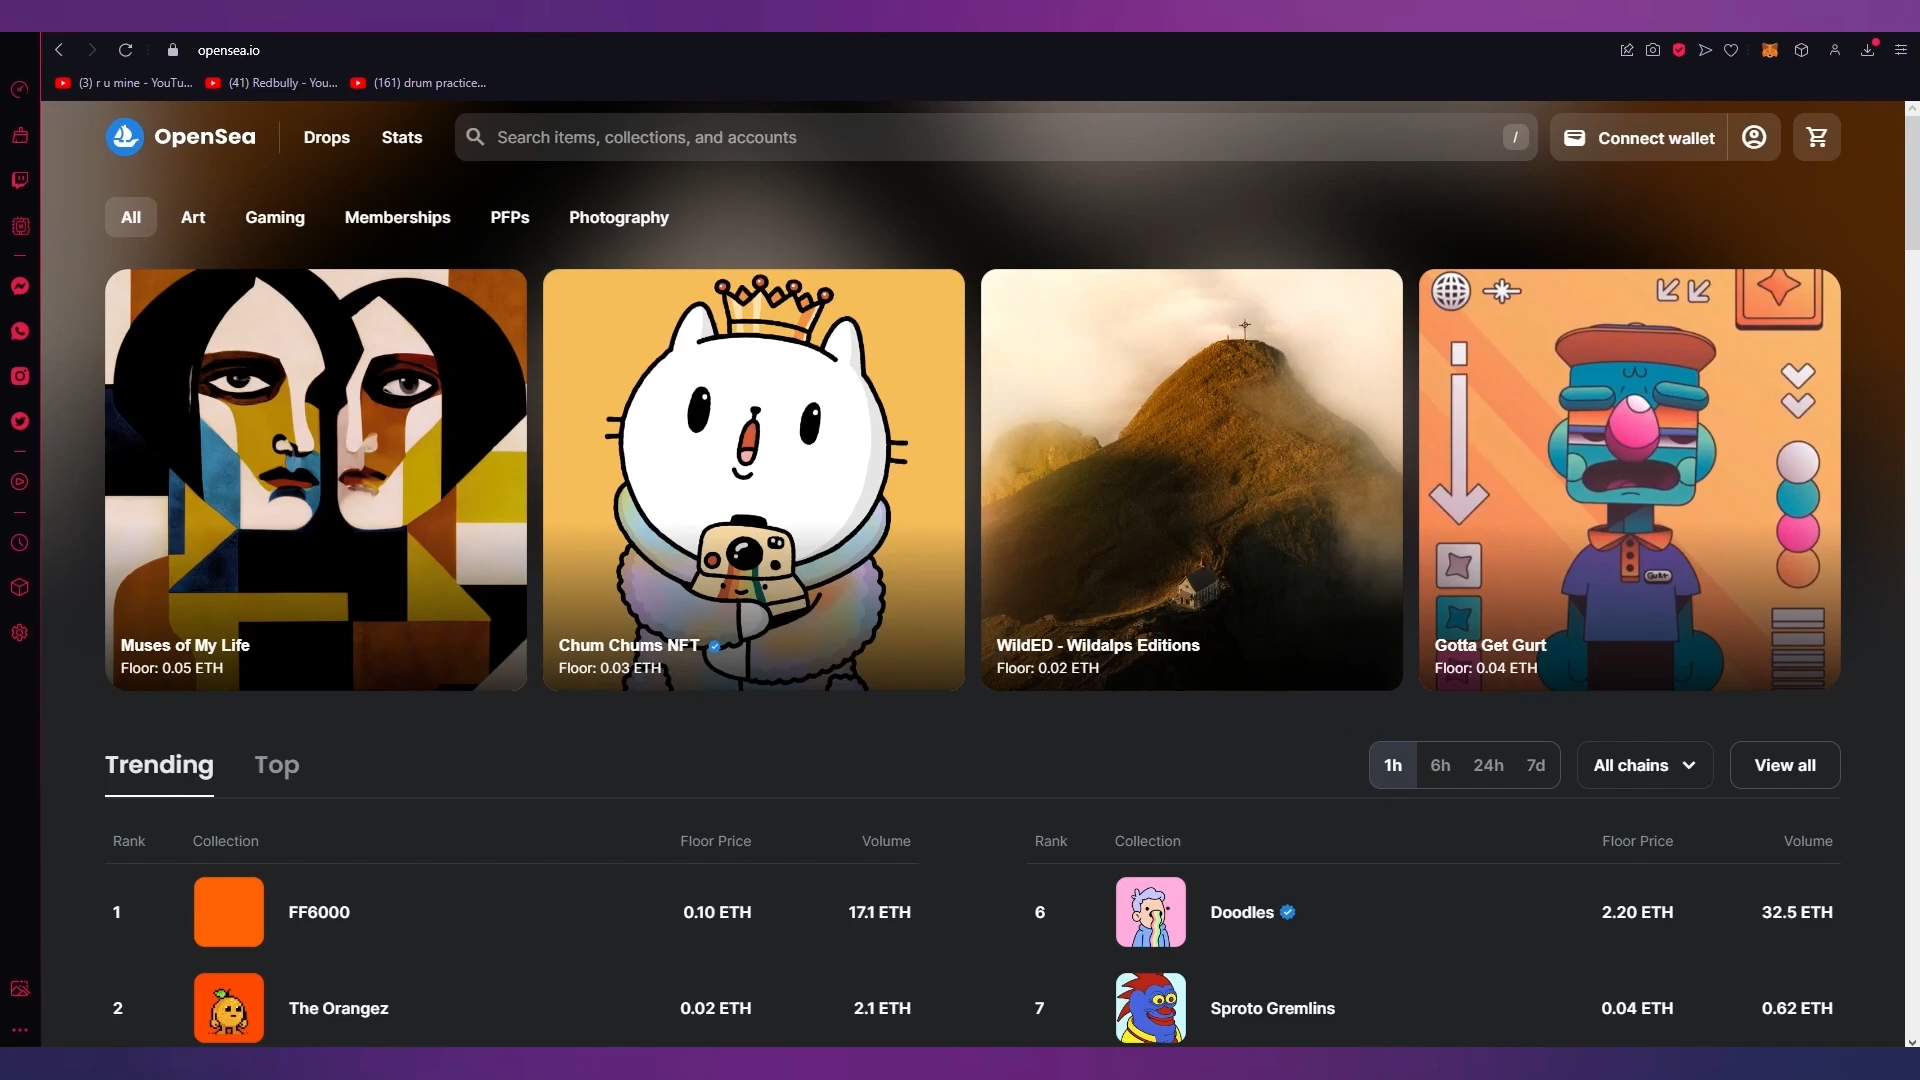 opensea.io
(3) r u mine - YouTu...
(41) Redbully - You...
(161) drum practice...
OpenSea
Drops
Stats
Search items, collections, and accounts
/
Connect wallet
All
Art
Gaming
Memberships
PFPs
Photography
Muses of My Life
Floor: 0.05 ETH
Chum Chums NFT
Floor: 0.03 ETH
WildED - Wildalps Editions
Floor: 0.02 ETH
Gurt
Gotta Get Gurt
Floor: 0.04 ETH
Trending
Top
1h
6h
24h
7d
All chains
View all
Rank Collection Floor Price Volume
Rank Collection Floor Price Volume
1 FF6000 0.10 ETH 17.1 ETH
6 Doodles 2.20 ETH 32.5 ETH
2 The Orangez 0.02 ETH 2.1 ETH
7 Sproto Gremlins 0.04 ETH 0.62 ETH